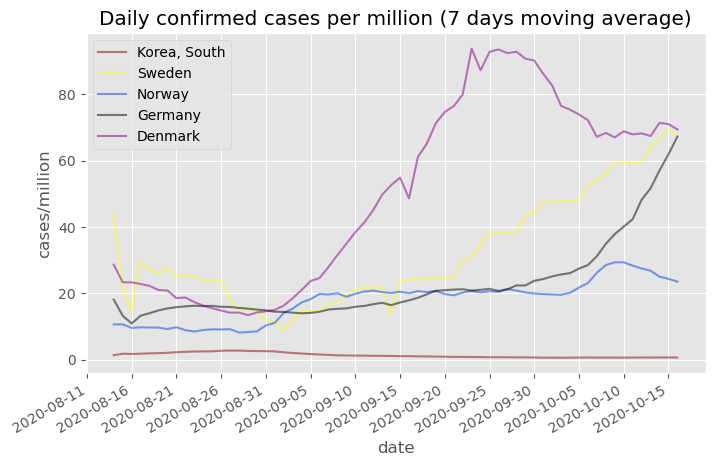 Daily confirmed cases per million (7 days moving average)
Korea, South
Sweden
Norway
Germany
Denmark
80
60
40
20
0
cases/million
2020-08-11
2020-08-16
2020-08-21
2020-08-26
2020-08-31
2020-09-05
2020-09-10
2020-09-15
2020-09-20
2020-09-25
2020-09-30
2020-10-05
2020-10-10
2020-10-15
date